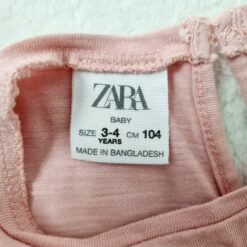 ZARA
BABY
SIZE 3-4 YEARS CM 104
MADE IN BANGLADESH